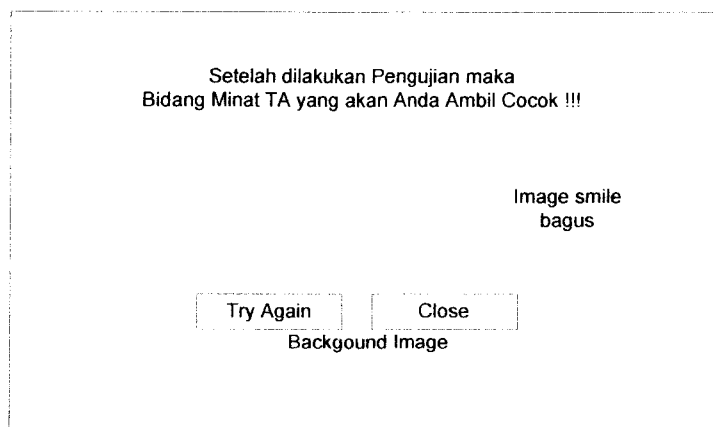 Setelah dilakukan Pengujian maka
Bidang Minat TA yang akan Anda Ambil Cocok !!!
Image smile
bagus
Try Again
Close
Backgound Image